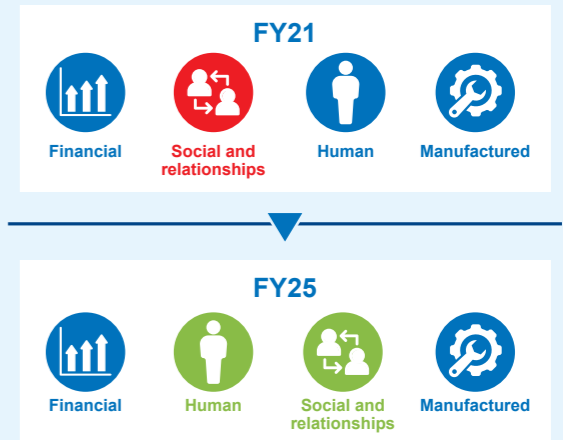 FY21
Financial
Social and
relationships
Human
Manufactured
FY25
Financial
Human
Social and
relationships
Manufactured